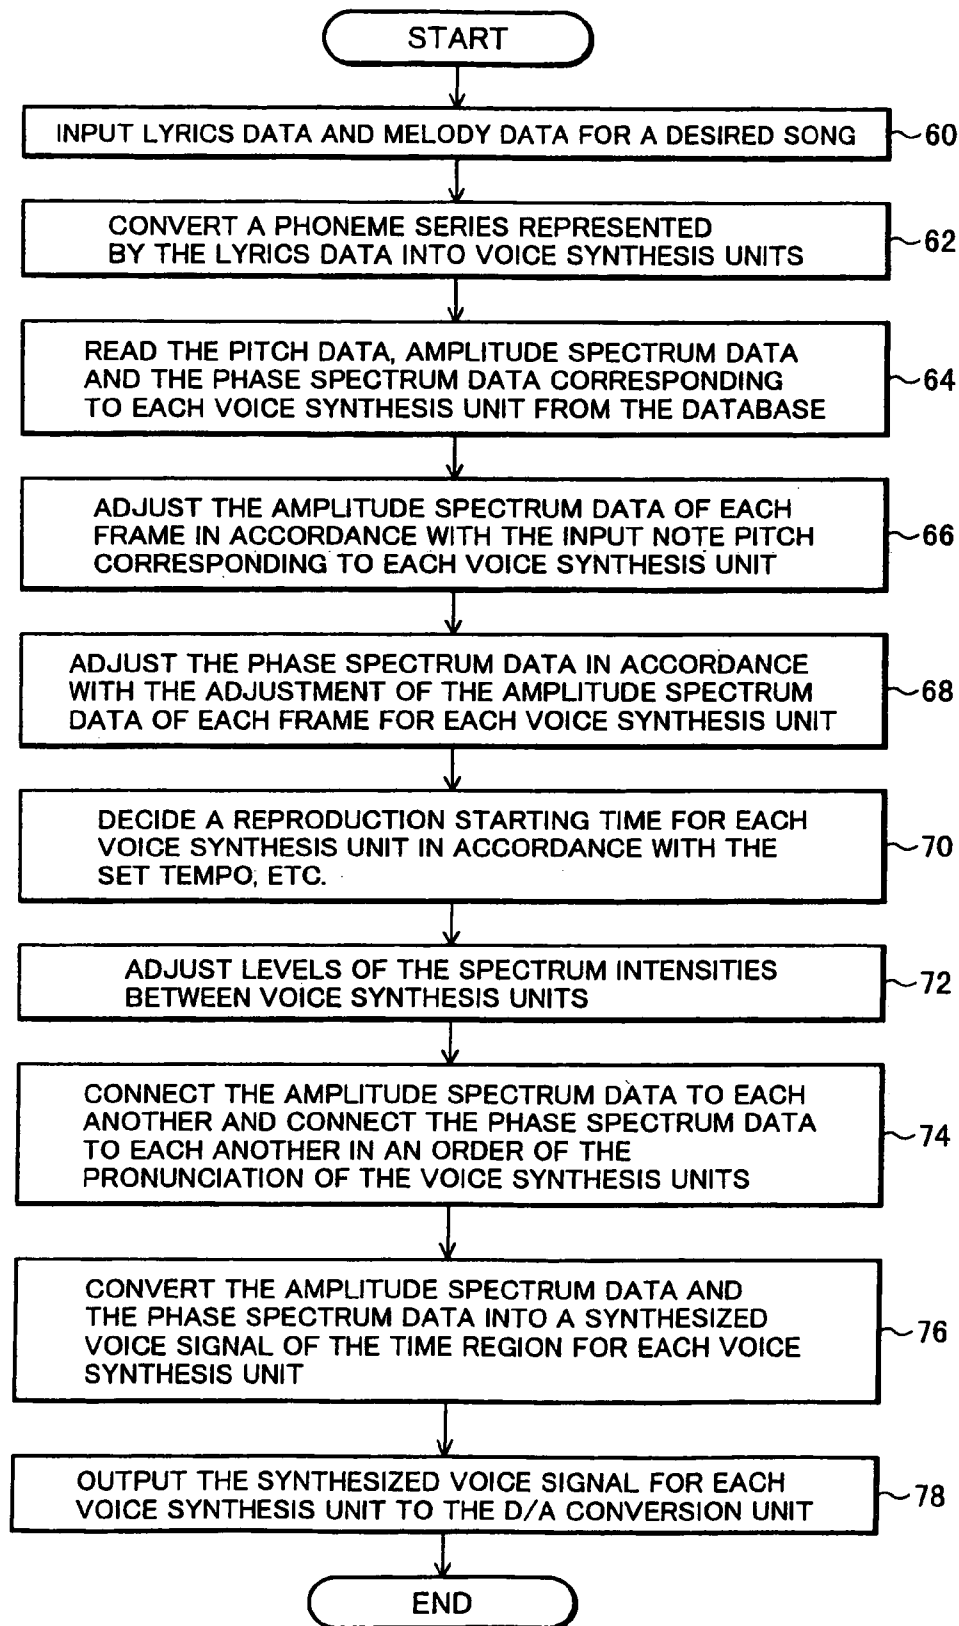 START
INPUT LYRICS DATA AND MELODY DATA FOR A DESIRED SONG 60
CONVERT A PHONEME SERIES REPRESENTED
BY THE LYRICS DATA INTO VOICE SYNTHESIS UNITS 62
READ THE PITCH DATA, AMPLITUDE SPECTRUM DATA
AND THE PHASE SPECTRUM DATA CORRESPONDING 64
TO EACH VOICE SYNTHESIS UNIT FROM THE DATABASE
ADJUST THE AMPLITUDE SPECTRUM DATA OF EACH
FRAME IN ACCORDANCE WITH THE INPUT NOTE PITCH 66
CORRESPONDING TO EACH VOICE SYNTHESIS UNIT
ADJUST THE PHASE SPECTRUM DATA IN ACCORDANCE
WITH THE ADJUSTMENT OF THE AMPLITUDE SPECTRUM 68
DATA OF EACH FRAME FOR EACH VOICE SYNTHESIS UNIT
DECIDE A REPRODUCTION STARTING TIME FOR EACH
VOICE SYNTHESIS UNIT IN ACCORDANCE WITH THE 70
SET TEMPO, ETC.
ADJUST LEVELS OF THE SPECTRUM INTENSITIES 72
BETWEEN VOICE SYNTHESIS UNITS
CONNECT THE AMPLITUDE SPECTRUM DATA TO EACH
ANOTHER AND CONNECT THE PHASE SPECTRUM DATA 74
TO EACH ANOTHER IN AN ORDER OF THE
PRONUNCIATION OF THE VOICE SYNTHESIS UNITS
CONVERT THE AMPLITUDE SPECTRUM DATA AND
THE PHASE SPECTRUM DATA INTO A SYNTHESIZED 76
VOICE SIGNAL OF THE TIME REGION FOR EACH VOICE
SYNTHESIS UNIT
OUTPUT THE SYNTHESIZED VOICE SIGNAL FOR EACH 78
VOICE SYNTHESIS UNIT TO THE D/A CONVERSION UNIT
END